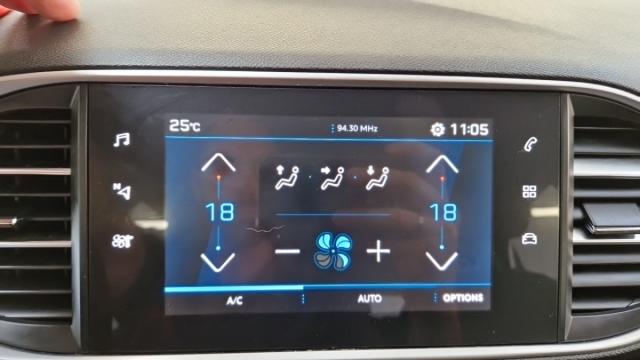 25°C 94.30 MHz 11:05
N
18 18
A/C AUTO OPTIONS